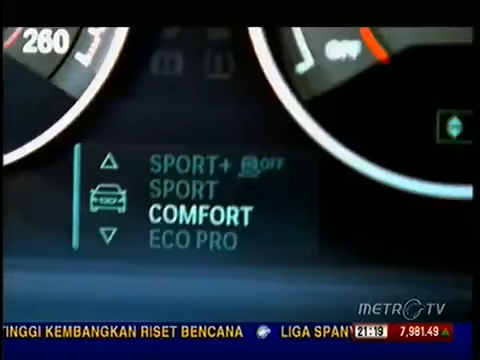 260
OFF
SPORT+ OFF
SPORT
COMFORT
ECO PRO
METRO TV
TINGGI KEMBANGKAN RISET BENCANA LIGA SPAN 21:19 7,981.49